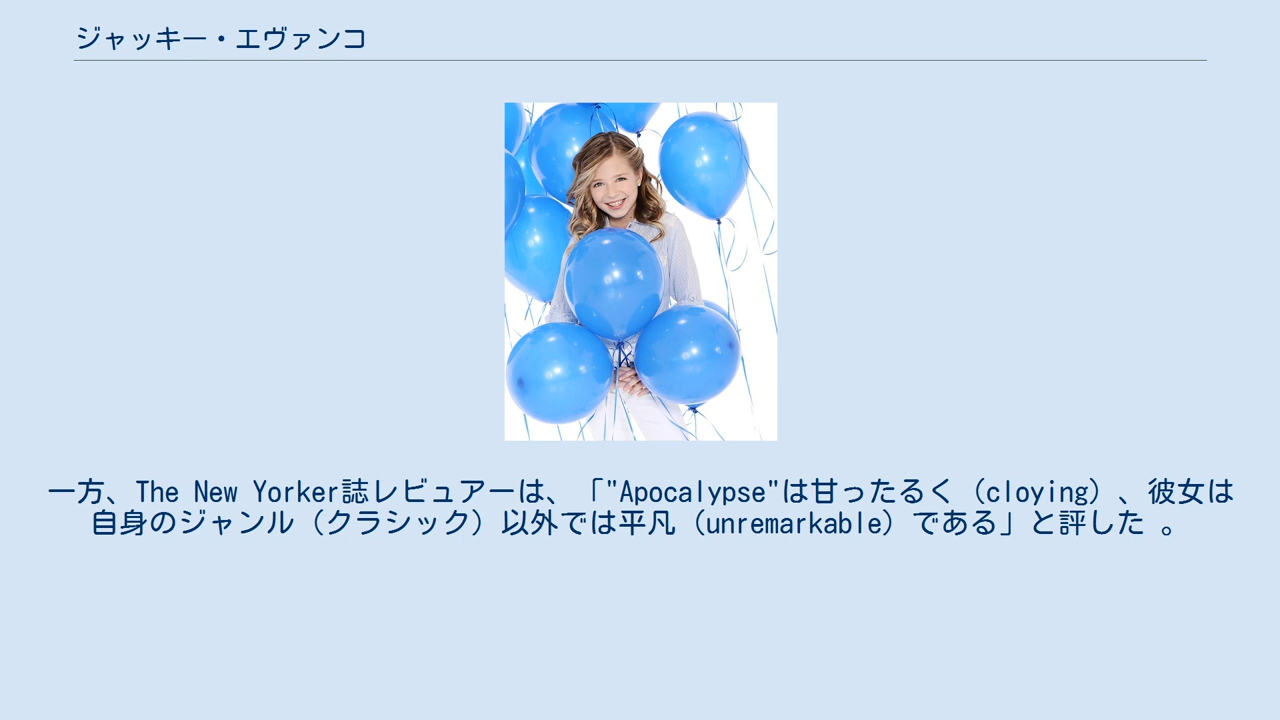 ジャッキー・エヴァンコ
一方、The New Yorker誌レビュアーは、「"Apocalypse"は甘ったるく（cloying）、彼女は
自身のジャンル（クラシック）以外では平凡（unremarkable）である」と評した 。